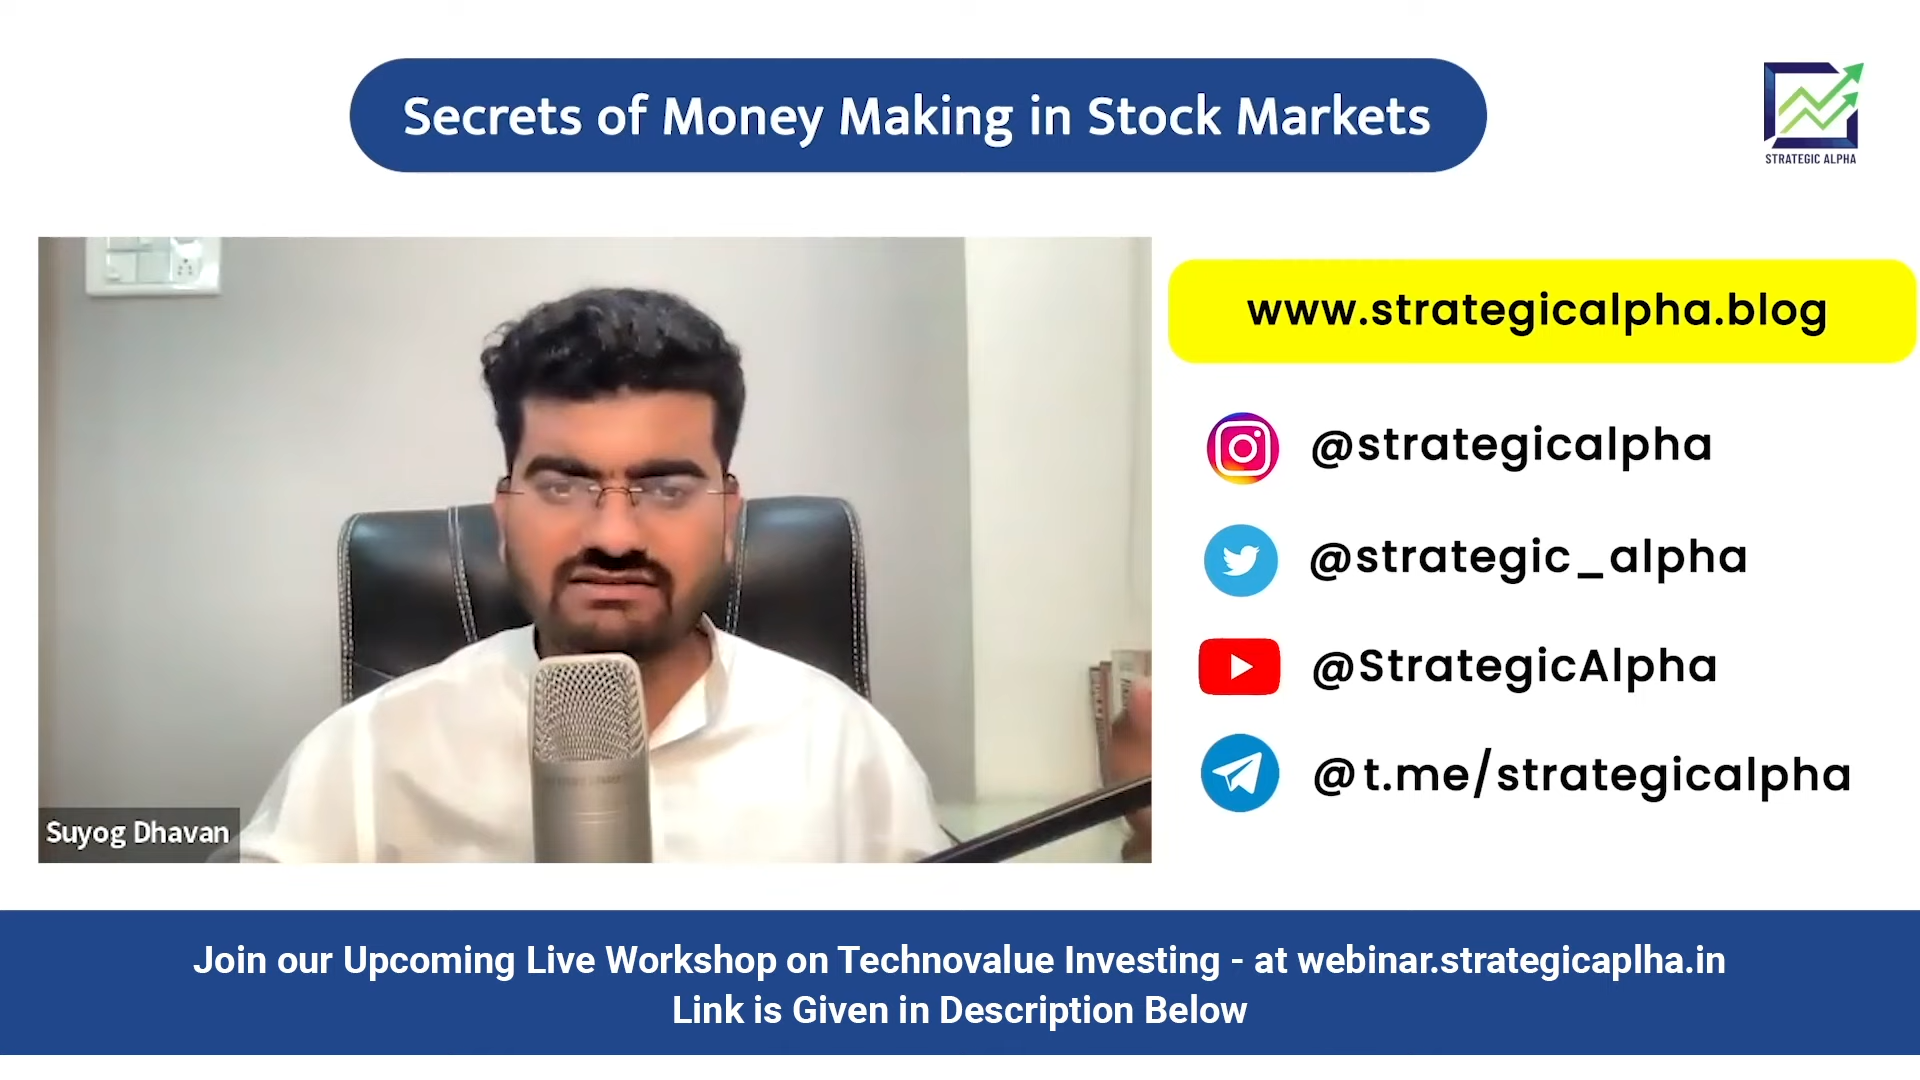 Secrets of Money Making in Stock Markets
STRATEGIC ALPHA
www.strategicalpha.blog
@strategicalpha
@strategic_alpha
@StrategicAlpha
@t.me/strategicalpha
Suyog Dhavan
Join our Upcoming Live Workshop on Technovalue Investing - at webinar.strategicaplha.in
Link is Given in Description Below